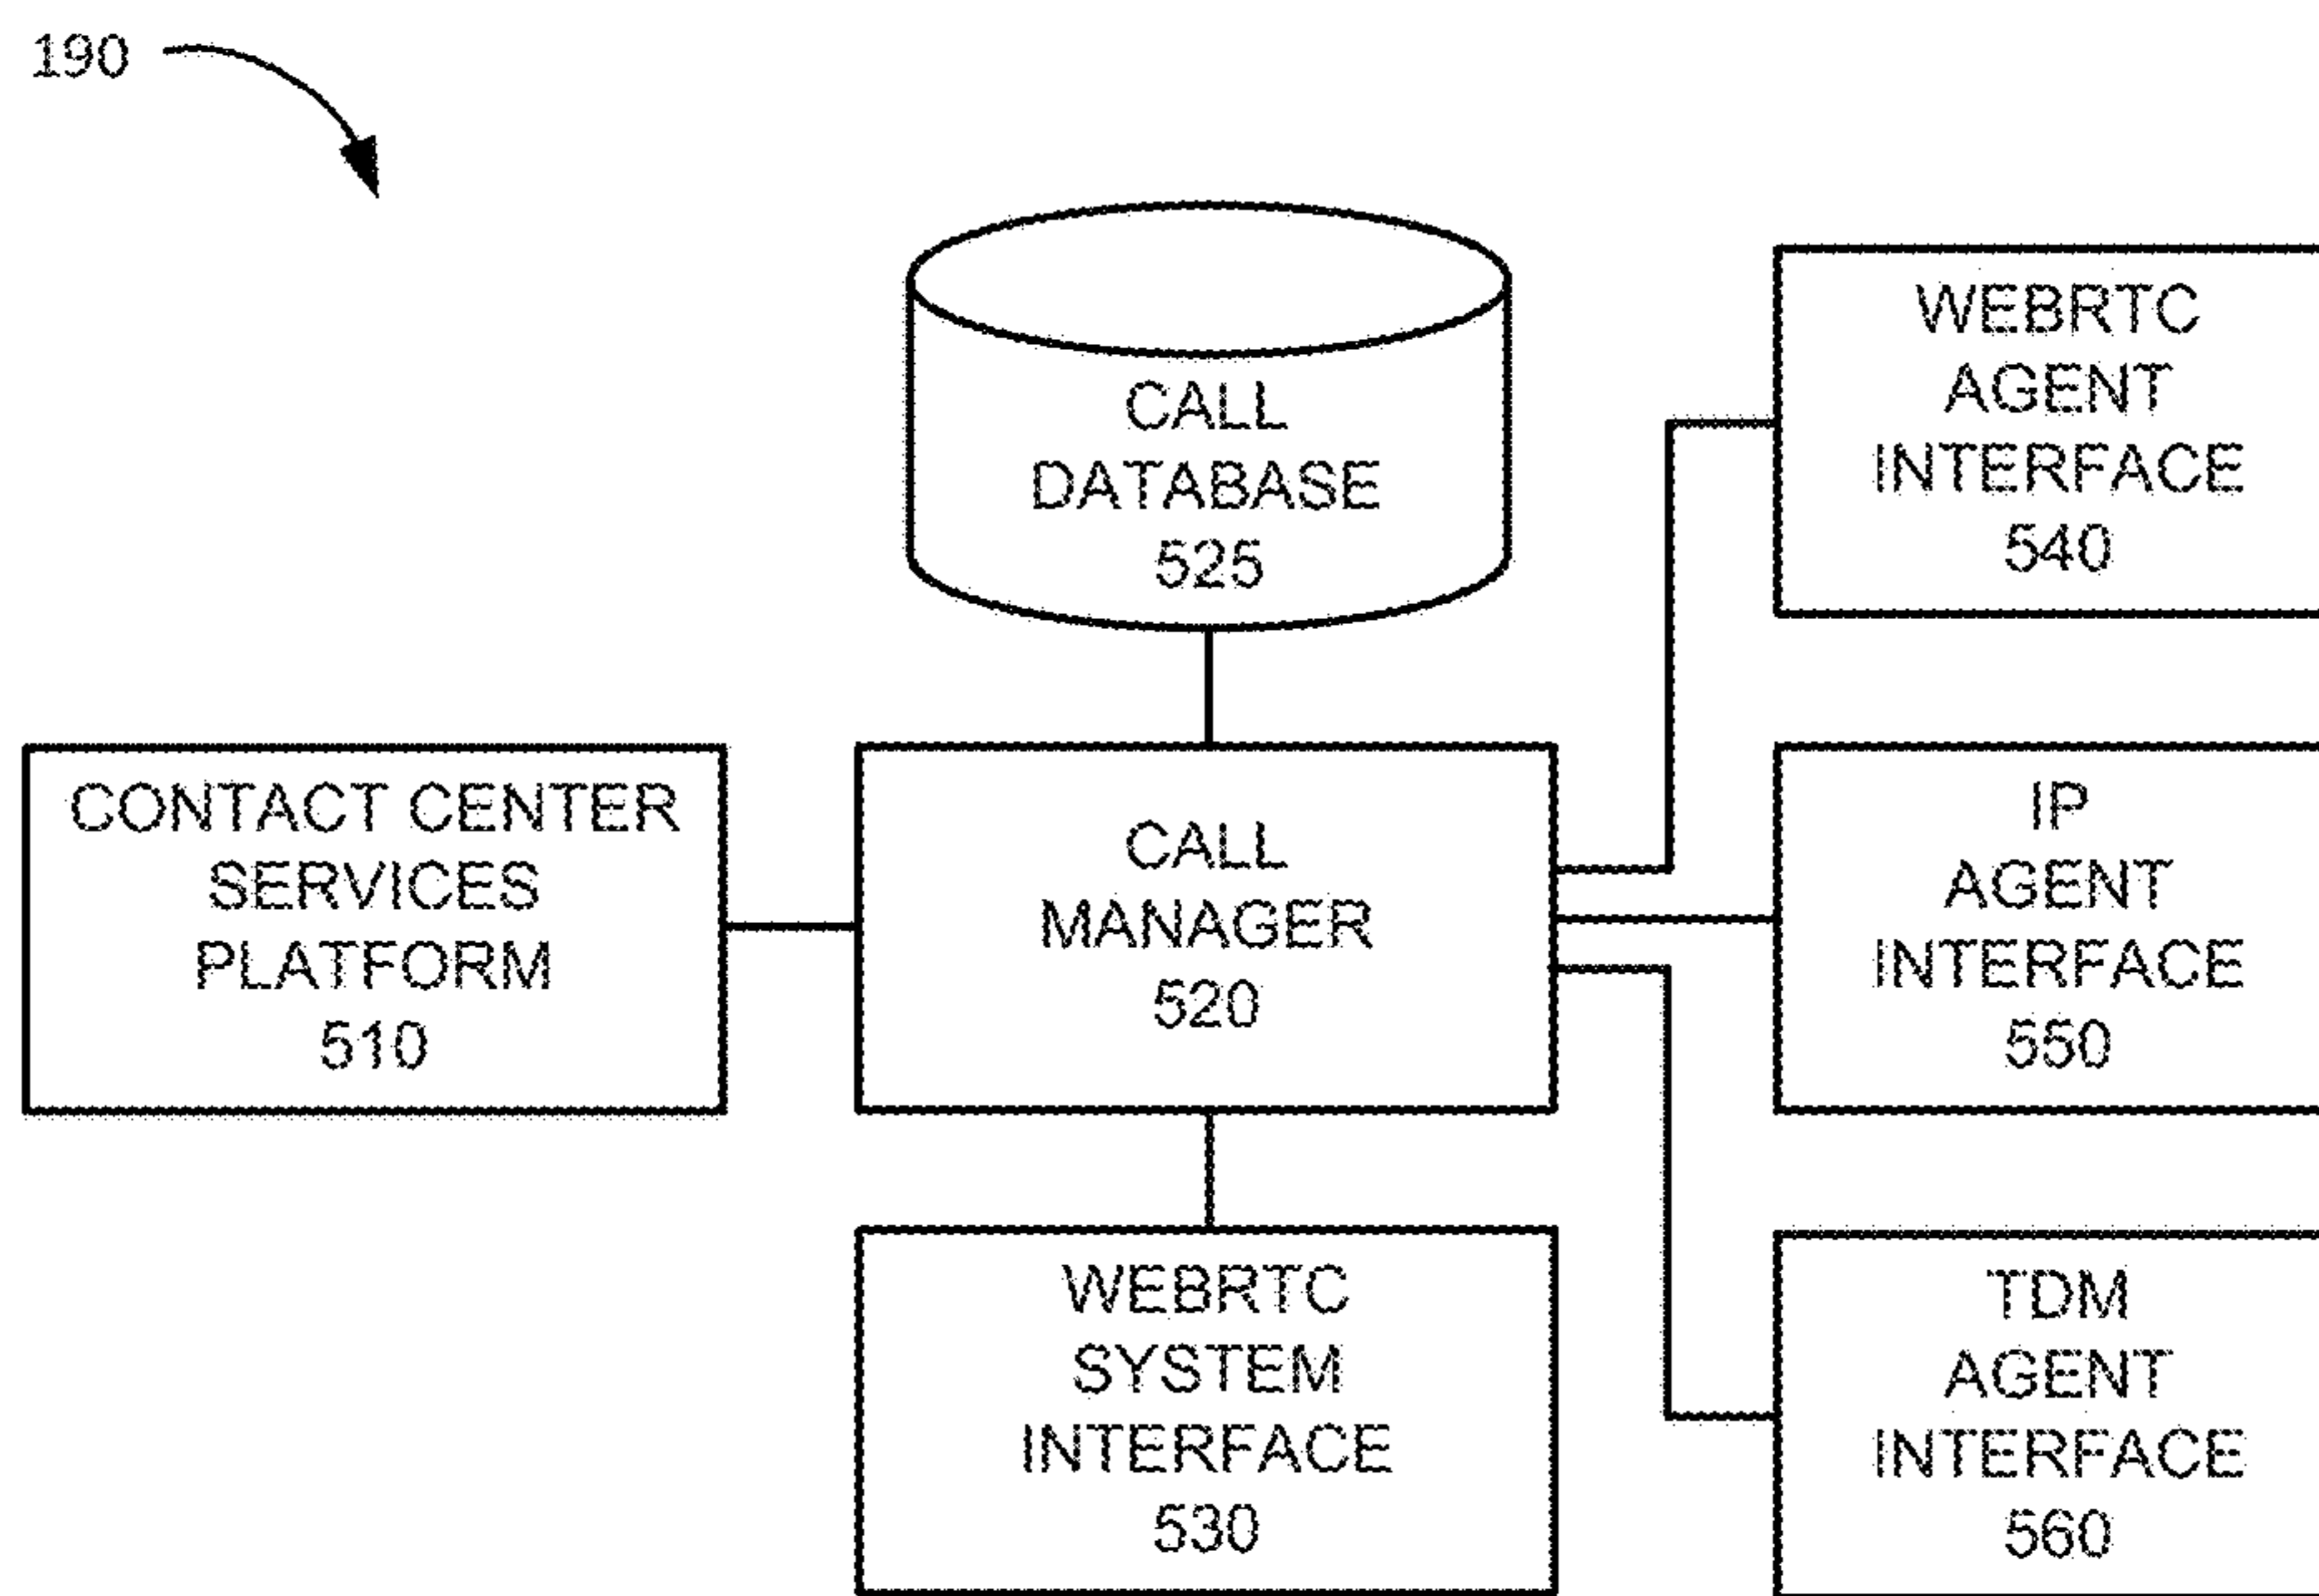 190
CALL
DATABASE
525
WEBRTC
AGENT
INTERFACE
540
CONTACT CENTER
SERVICES
PLATFORM
510
CALL
MANAGER
520
IP
AGENT
INTERFACE
550
WEBRTC
SYSTEM
INTERFACE
530
TDM
AGENT
INTERFACE
560